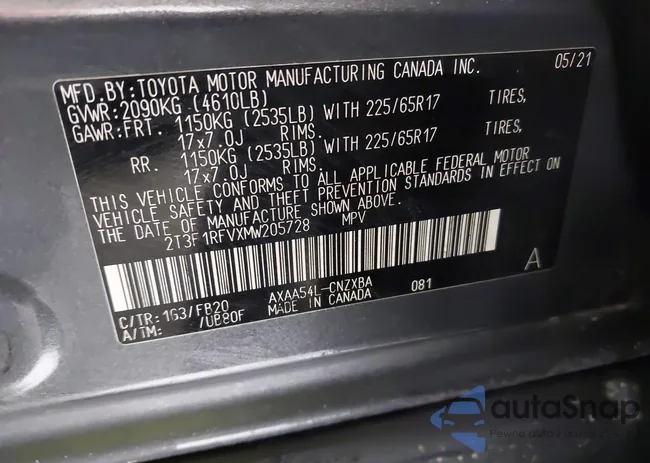 MFD.BY:TOYOTA MOTOR MANUFACTURING CANADA INC. 05/21
GVWR:2090KG (4610LB)
GAWR:FRT. 1150KG (2535LB) WITH 225/65R17 TIRES,
17x7.0J RIMS.
RR. 1150KG (2535LB) WITH 225/65R17 TIRES,
17x7.0J RIMS.
THIS VEHICLE CONFORMS TO ALL APPLICABLE FEDERAL MOTOR
VEHICLE SAFETY AND THEFT PREVENTION STANDARDS IN EFFECT ON
THE DATE OF MANUFACTURE SHOWN ABOVE.
2T3F1RFVXMW205728 MPV
A
C/TR:1G3/FB20 AXAA54L-CNZXBA 081
A/TM: /UB80F MADE IN CANADA
autaSnap